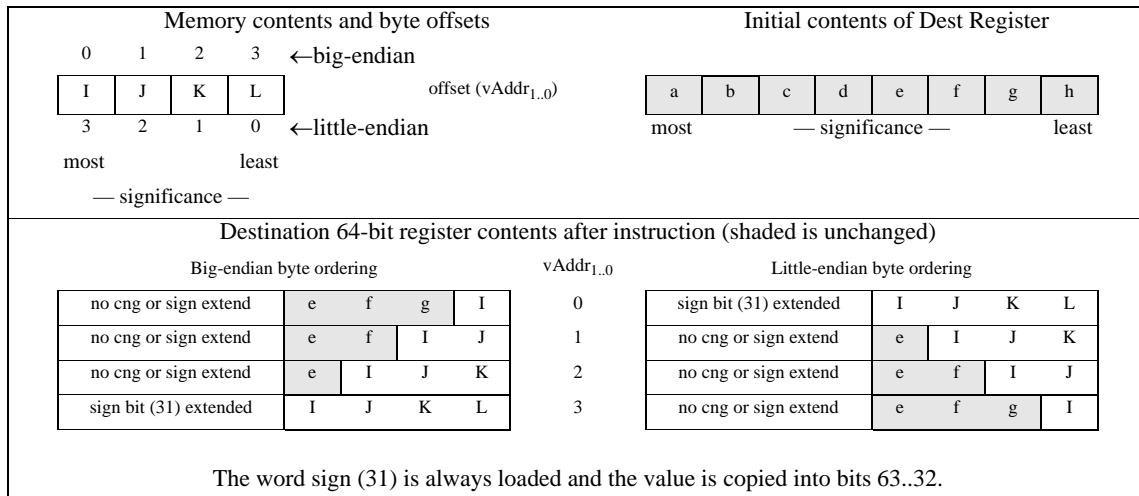 Memory contents and byte offsets
0 1 2 3 ←big-endian
I J K L offset (vAddr1..0)
3 2 1 0 ←little-endian
most least
— significance —
Initial contents of Dest Register
a b c d e f g h
most — significance — least
Destination 64-bit register contents after instruction (shaded is unchanged)
Big-endian byte ordering vAddr1..0 Little-endian byte ordering
no cng or sign extend e f g I 0 sign bit (31) extended I J K L
no cng or sign extend e f I J 1 no cng or sign extend e I J K
no cng or sign extend e I J K 2 no cng or sign extend e f I J
sign bit (31) extended I J K L 3 no cng or sign extend e f g I
The word sign (31) is always loaded and the value is copied into bits 63..32.